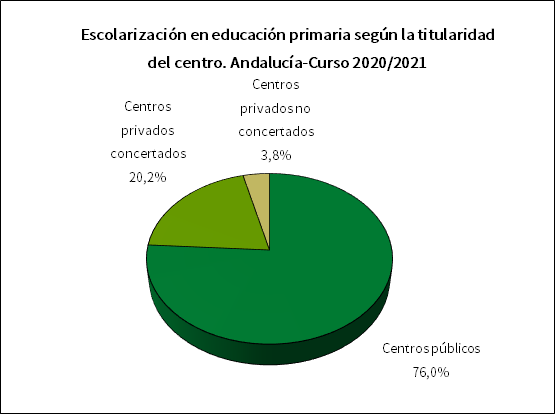 Escolarización en educación primaria según la titularidad
del centro. Andalucía-Curso 2020/2021
Centros
privados no
concertados
3,8%
Centros
privados
concertados
20,2%
Centros públicos
76,0%